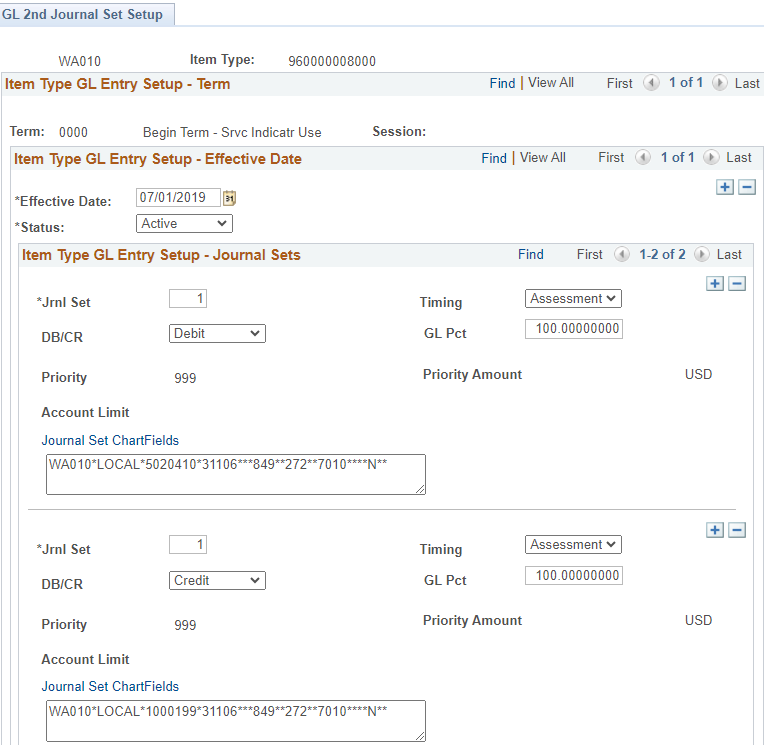 GL 2nd Journal Set Setup
WA010 Item Type: 960000008000
Item Type GL Entry Setup - Term Find | View All First 1 of 1 Last
Term: 0000 Begin Term - Srvc Indicatr Use Session:
Item Type GL Entry Setup - Effective Date Find | View All First 1 of 1 Last
*Effective Date: 07/01/2019 31
*Status: Active
Item Type GL Entry Setup - Journal Sets Find First 1-2 of 2 Last
*Jrnl Set 1 Timing Assessment
DB/CR Debit GL Pct 100.00000000
Priority 999 Priority Amount USD
Account Limit
Journal Set ChartFields
WA010*LOCAL*5020410*31106***849**272**7010****N**
*Jrnl Set 1 Timing Assessment
DB/CR Credit GL Pct 100.00000000
Priority 999 Priority Amount USD
Account Limit
Journal Set ChartFields
WA010*LOCAL*1000199*31106***849**272**7010****N**